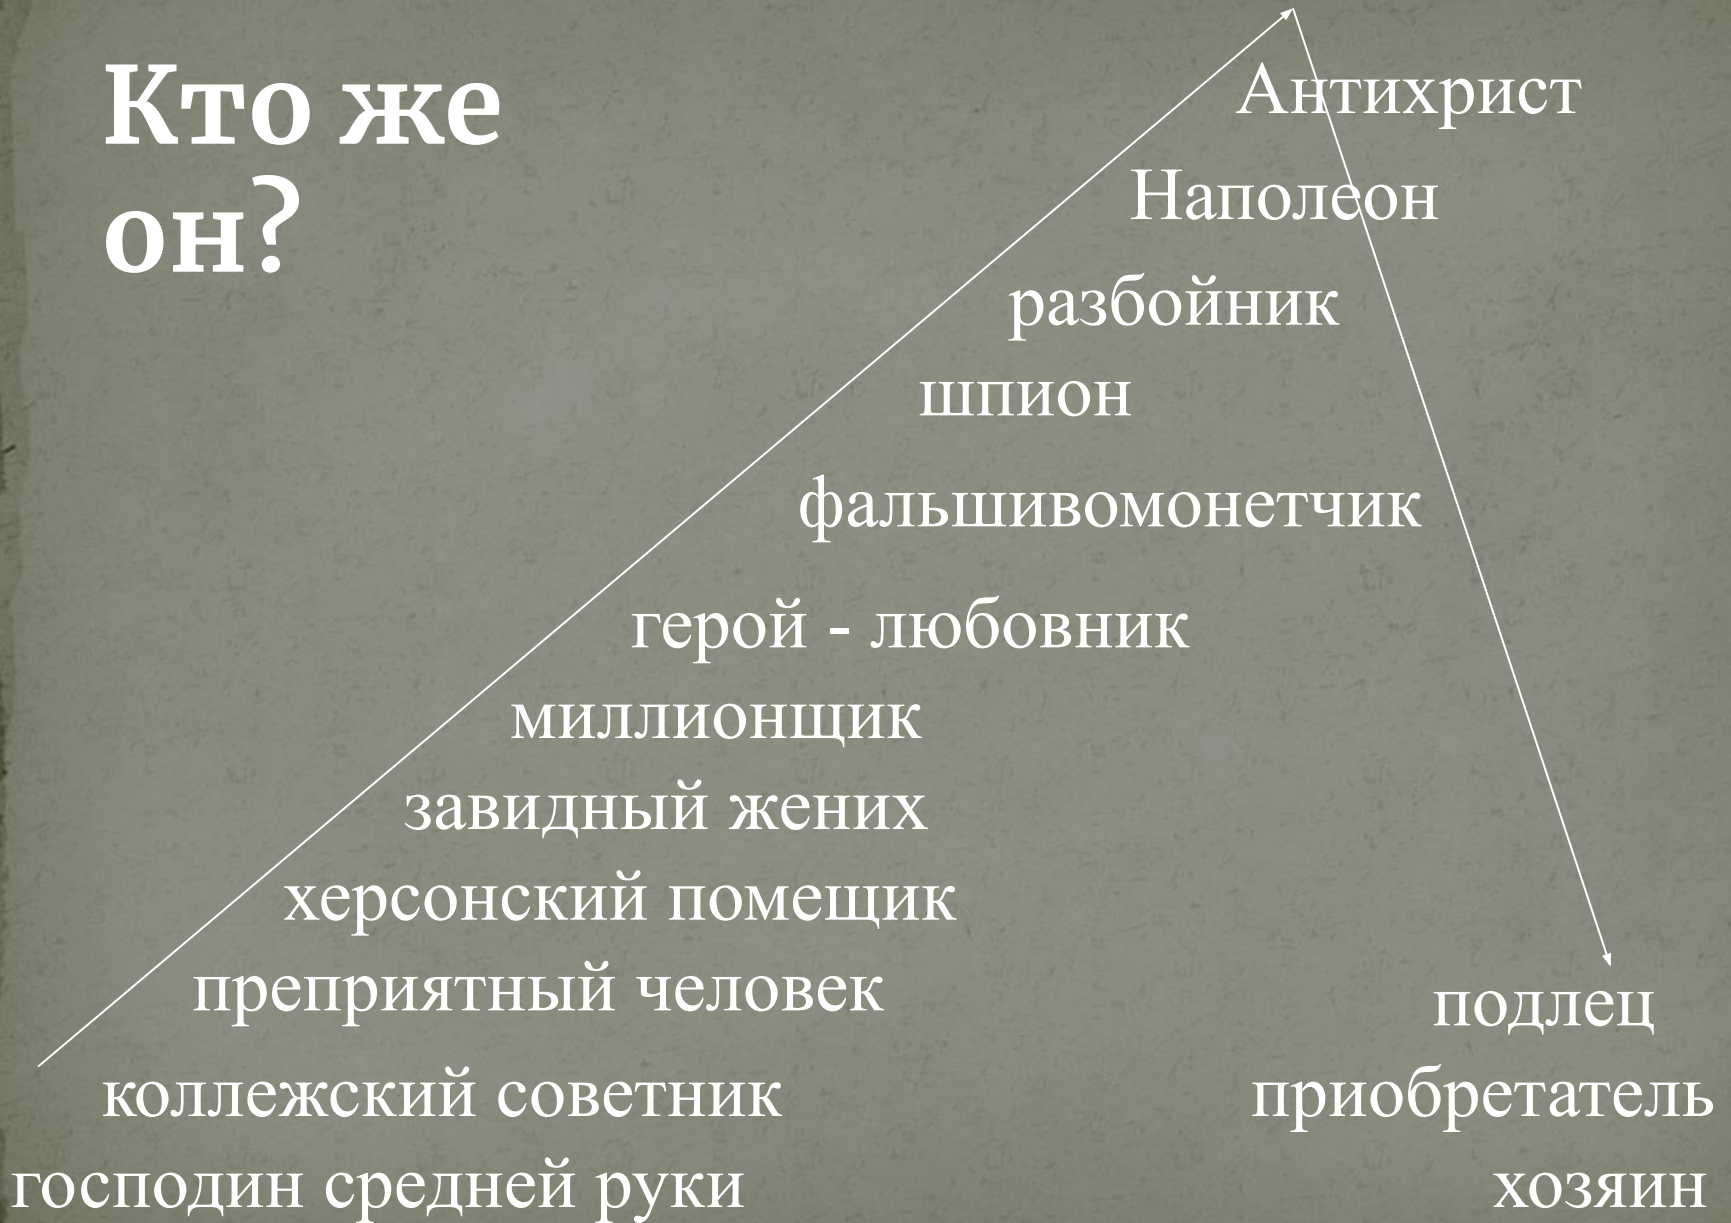 Кто же
он?
Антихрист
Наполеон
разбойник
шпион
фальшивомонетчик
герой - любовник
миллионщик
завидный жених
херсонский помещик
преприятный человек
коллежский советник
господин средней руки
подлец
приобретатель
хозяин